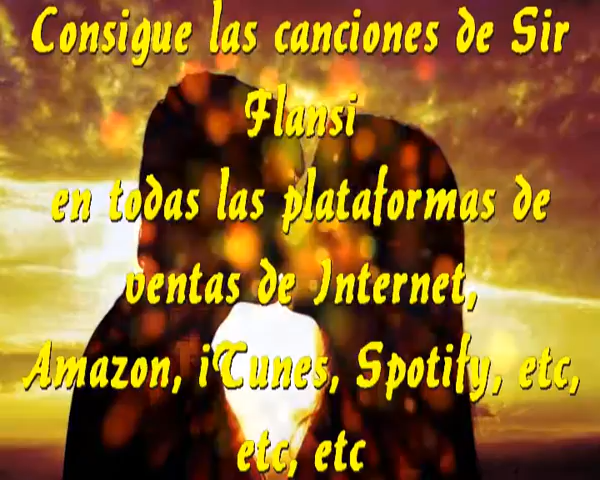 Consigue las canciones de Sir
Flansi
en todas las plataformas de
ventas de Internet,
Amazon, iTunes, Spotify, etc,
etc, etc